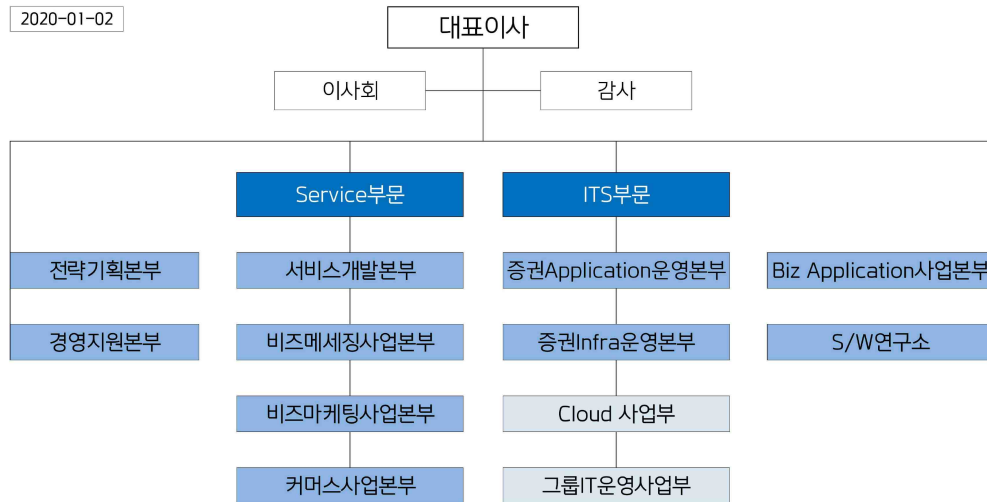 2020-01-02
대표이사
이사회
감사
Service부문
ITS부문
전략기획본부
서비스개발본부
증권Application운영본부
Biz Application사업본부
경영지원본부
비즈메세징사업본부
증권Infra운영본부
S/W연구소
비즈마케팅사업본부
Cloud 사업부
커머스사업본부
그룹IT운영사업부